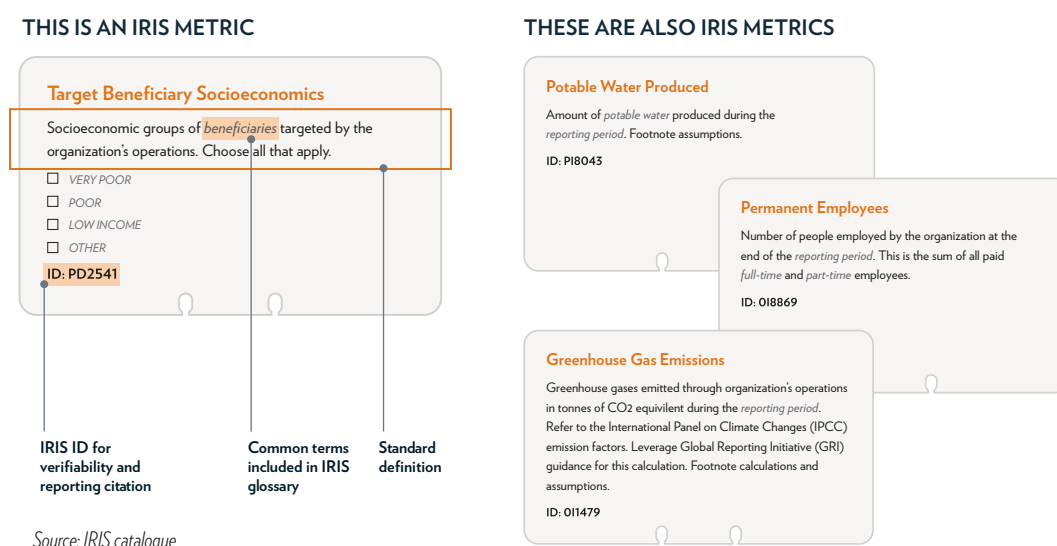 THIS IS AN IRIS METRIC
Target Beneficiary Socioeconomics
Socioeconomic groups of beneficiaries targeted by the
organization's operations. Choose all that apply.
VERY POOR
POOR
LOW INCOME
OTHER
ID: PD2541
IRIS ID for
verifiability and
reporting citation
Common terms
included in IRIS
glossary
Standard
definition
Source: IRIS catalogue
THESE ARE ALSO IRIS METRICS
Potable Water Produced
Amount of potable water produced during the
reporting period. Footnote assumptions.
ID: PI8043
Permanent Employees
Number of people employed by the organization at the
end of the reporting period. This is the sum of all paid
full-time and part-time employees.
ID: 018869
Greenhouse Gas Emissions
Greenhouse gases emitted through organization's operations
in tonnes of CO2 equivilent during the reporting period.
Refer to the International Panel on Climate Changes (IPCC)
emission factors. Leverage Global Reporting Initiative (GRI)
guidance for this calculation. Footnote calculations and
assumptions.
ID: 011479